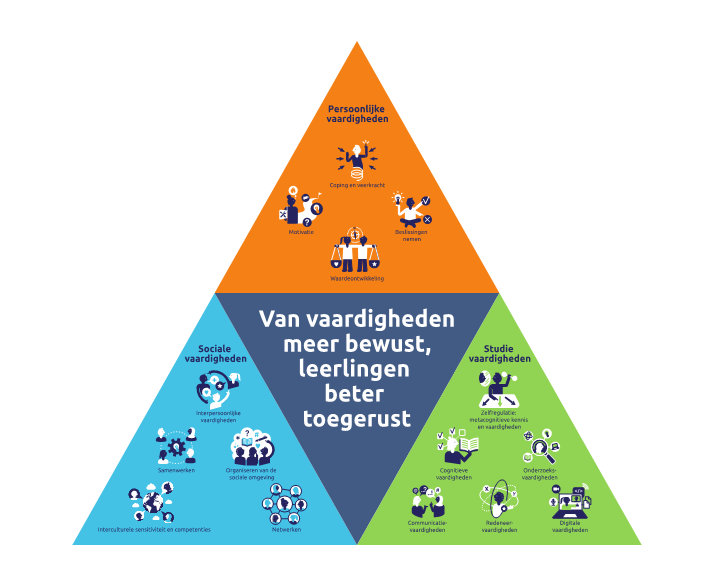 Persoonlijke
vaardigheden
Coping en veerkracht
Motivatie
Beslissingen
nemen
Waardeontwikkeling
Van vaardigheden
meer bewust,
leerlingen
beter
toegerust
Sociale
vaardigheden
Interpersoonlijke
vaardigheden
Samenwerken
Organiseren van de
sociale omgeving
Interculturele sensitiviteit en competenties
Netwerken
Studie
vaardigheden
Zelfregulatie:
metacognitieve kennis
en vaardigheden
Cognitieve
vaardigheden
Onderzoeks-
vaardigheden
Communicatie-
vaardigheden
Redeneer-
vaardigheden
Digitale
vaardigheden